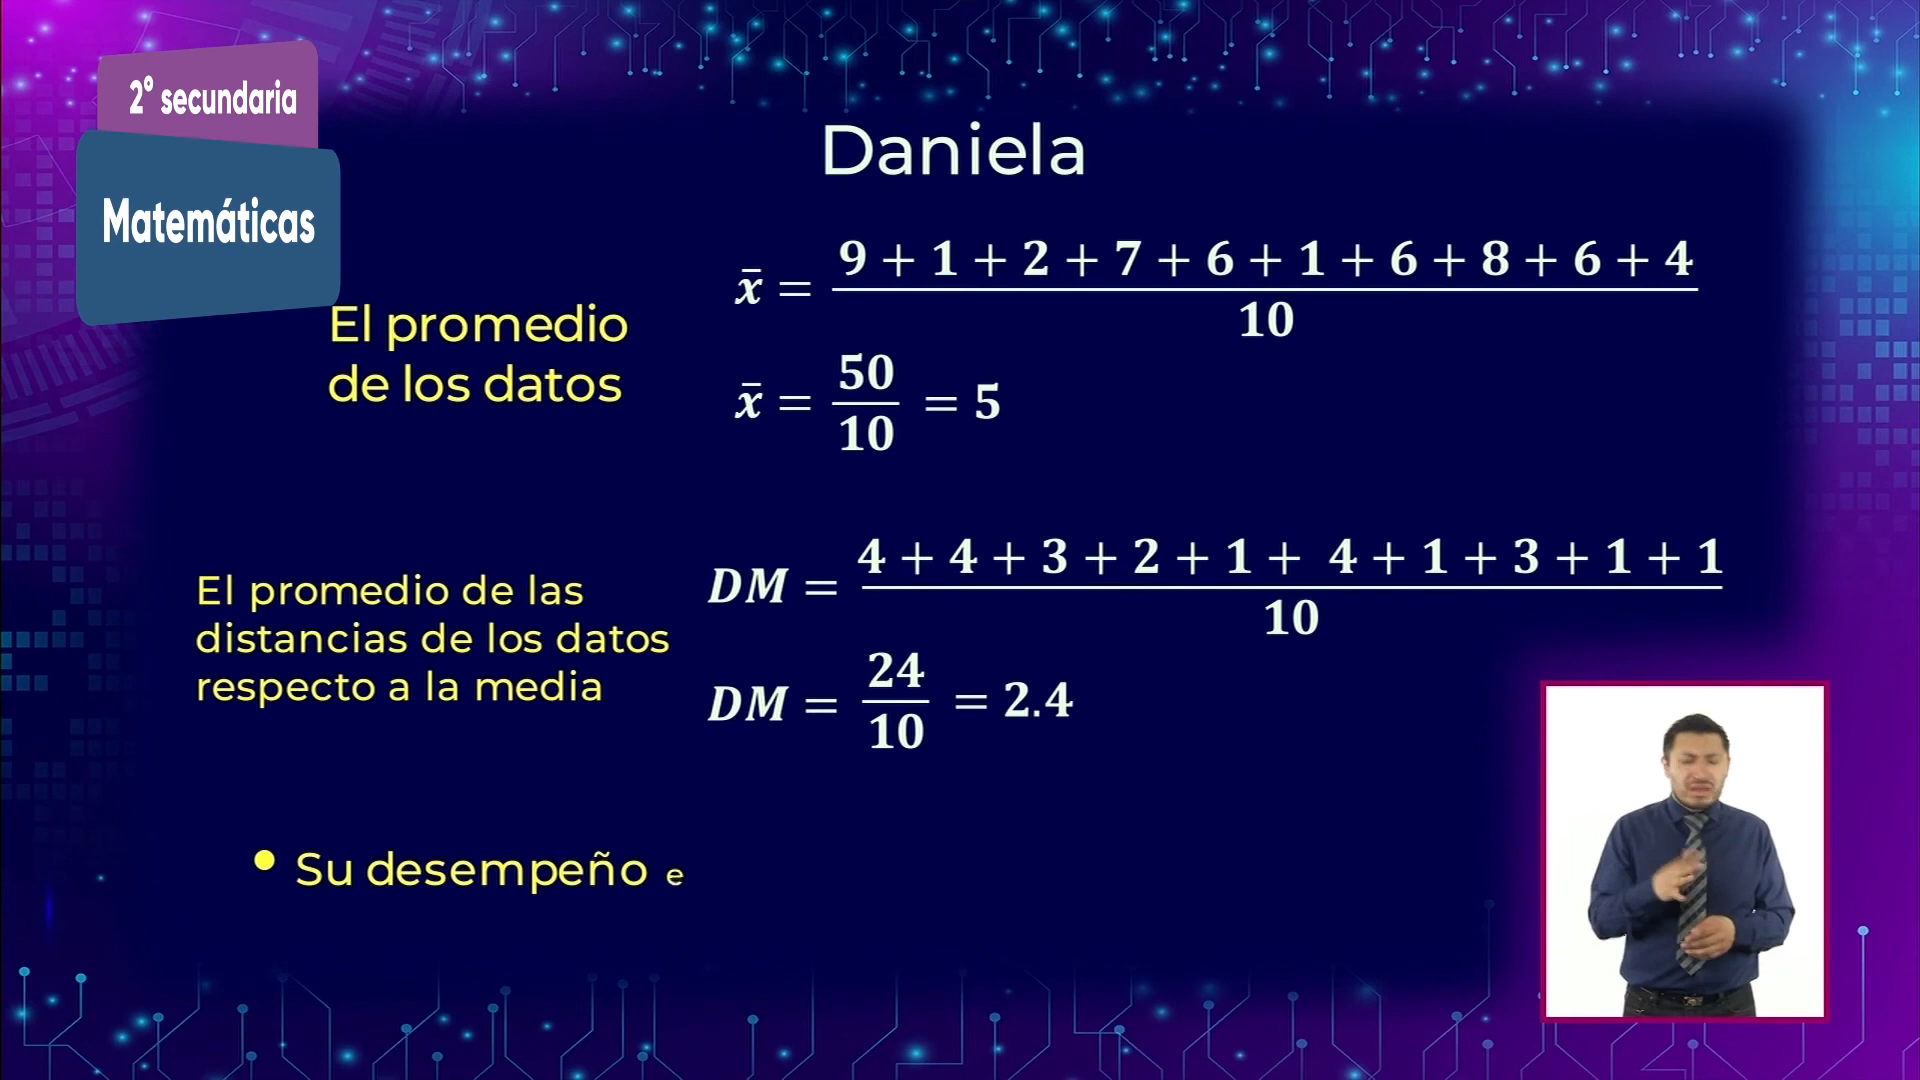 2° secundaria
Matemáticas
Daniela
El promedio
de los datos
x̄ = (9 + 1 + 2 + 7 + 6 + 1 + 6 + 8 + 6 + 4) / 10
x̄ = 50/10 = 5
El promedio de las
distancias de los datos
respecto a la media
DM = (4 + 4 + 3 + 2 + 1 + 4 + 1 + 3 + 1 + 1) / 10
DM = 24/10 = 2.4
• Su desempeño e